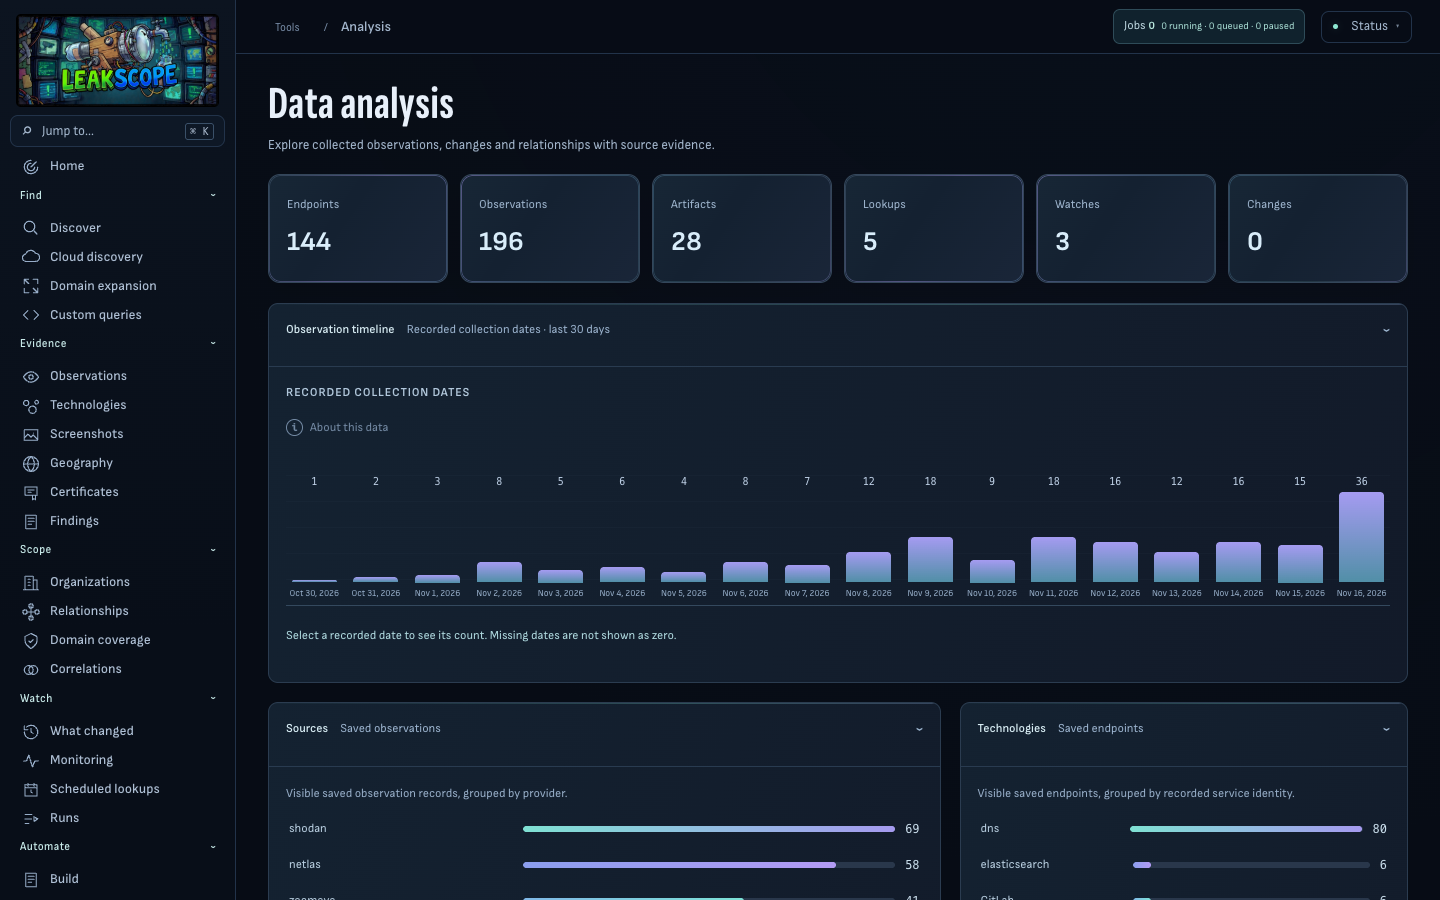 LEAKSCOPE
Jump to...
⌘ K
Home
Find
Discover
Cloud discovery
Domain expansion
Custom queries
Evidence
Observations
Technologies
Screenshots
Geography
Certificates
Findings
Scope
Organizations
Relationships
Domain coverage
Correlations
Watch
What changed
Monitoring
Scheduled lookups
Runs
Automate
Build
Tools / Analysis
Jobs 0 0 running · 0 queued · 0 paused
Status
Data analysis
Explore collected observations, changes and relationships with source evidence.
Endpoints
144
Observations
196
Artifacts
28
Lookups
5
Watches
3
Changes
0
Observation timeline Recorded collection dates · last 30 days
RECORDED COLLECTION DATES
About this data
1 2 3 8 5 6 4 8 7 12 18 9 18 16 12 16 15 36
Oct 30, 2026 Oct 31, 2026 Nov 1, 2026 Nov 2, 2026 Nov 3, 2026 Nov 4, 2026 Nov 5, 2026 Nov 6, 2026 Nov 7, 2026 Nov 8, 2026 Nov 9, 2026 Nov 10, 2026 Nov 11, 2026 Nov 12, 2026 Nov 13, 2026 Nov 14, 2026 Nov 15, 2026 Nov 16, 2026
Select a recorded date to see its count. Missing dates are not shown as zero.
Sources Saved observations
Visible saved observation records, grouped by provider.
shodan 69
netlas 58
zoomeye 41
Technologies Saved endpoints
Visible saved endpoints, grouped by recorded service identity.
dns 80
elasticsearch 6
GitLab 6